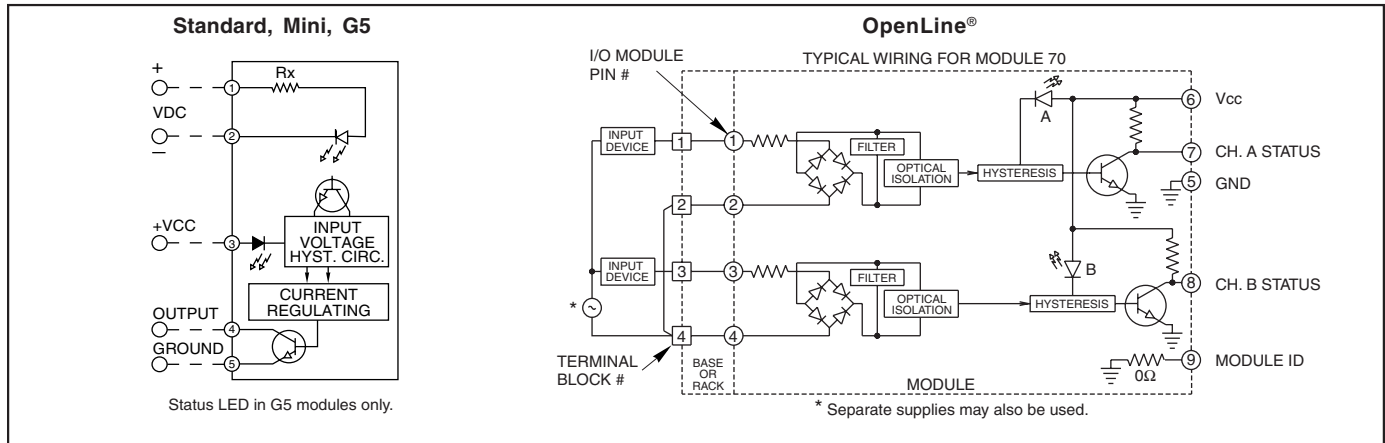 Standard, Mini, G5
+
VDC
–
+VCC
OUTPUT
GROUND
1
Rx
2
3
INPUT
VOLTAGE
HYST. CIRC.
CURRENT
REGULATING
4
5
Status LED in G5 modules only.
OpenLine®
I/O MODULE
PIN #
TYPICAL WIRING FOR MODULE 70
INPUT
DEVICE
1
1
FILTER
OPTICAL
ISOLATION
HYSTERESIS
A
6
Vcc
7
CH. A STATUS
5
GND
2
2
INPUT
DEVICE
3
3
FILTER
OPTICAL
ISOLATION
HYSTERESIS
B
8
CH. B STATUS
*
~
4
4
TERMINAL
BLOCK #
BASE
OR
RACK
MODULE
0Ω
9
MODULE ID
* Separate supplies may also be used.